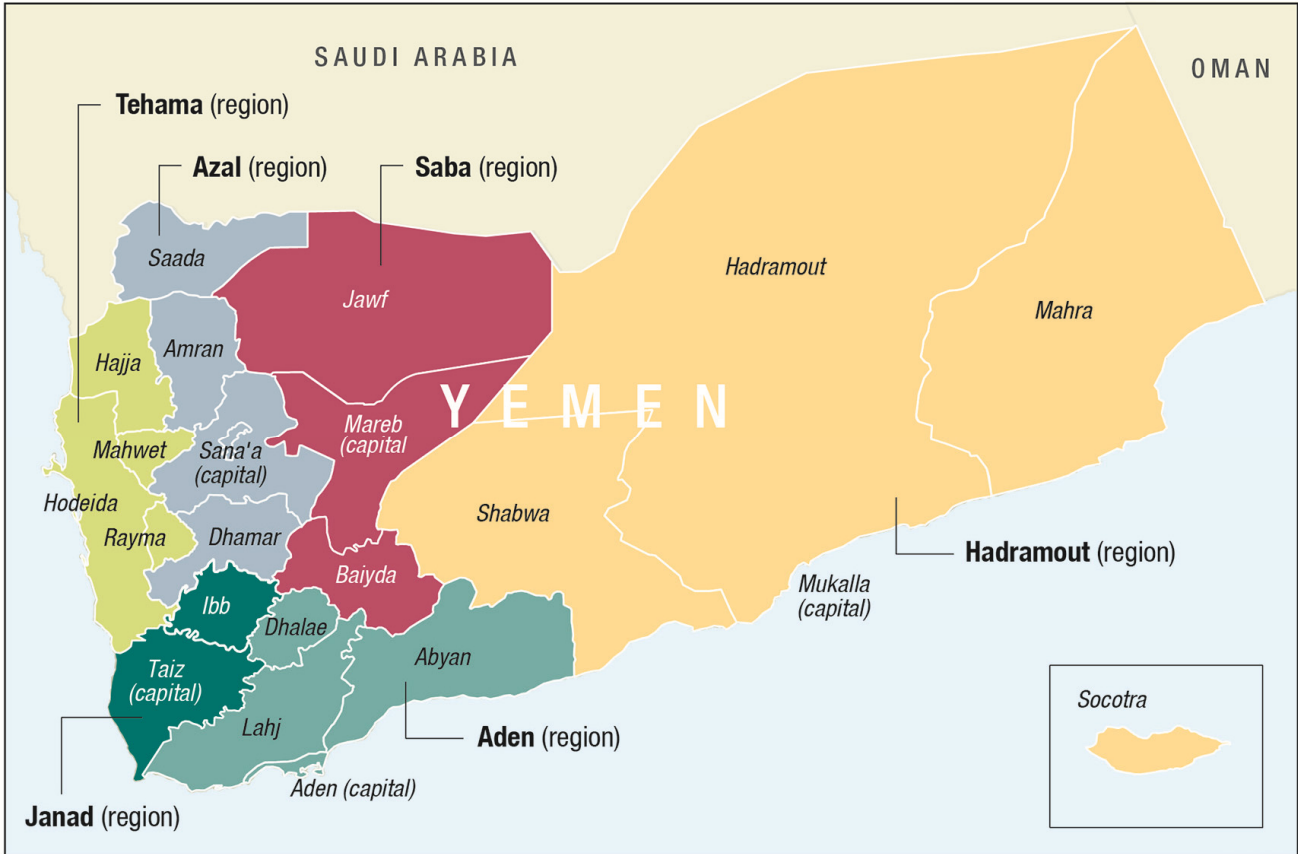 SAUDI ARABIA
OMAN
Tehama (region)
Azal (region)
Saba (region)
Saada
Jawf
Hadramout
Mahra
Hajja
Amran
YEMEN
Mareb
(capital
Mahwet
Sana'a
(capital)
Hodeida
Shabwa
Rayma
Dhamar
Hadramout (region)
Baiyda
Mukalla
(capital)
Ibb
Dhalae
Abyan
Taiz
(capital)
Socotra
Lahj
Aden (region)
Aden (capital)
Janad (region)